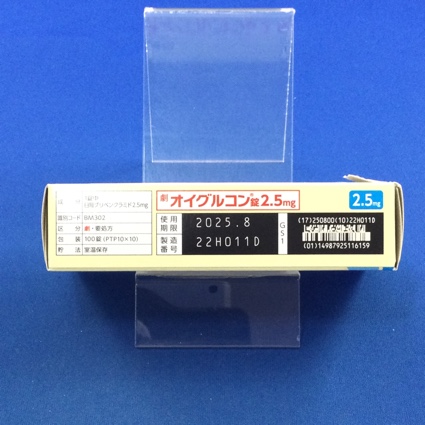 1錠中
日局グリベンクラミド2.5mg
識別コード BM302
区 分 劇・要処方
包 装 100錠(PTP10×10)
貯 法 室温保存
劇 オイグルコン®錠2.5mg
使用期限 2025.8
製造番号 22H011D
GS1
2.5mg
(17)250800(10)22H011D
(01)14987925116159